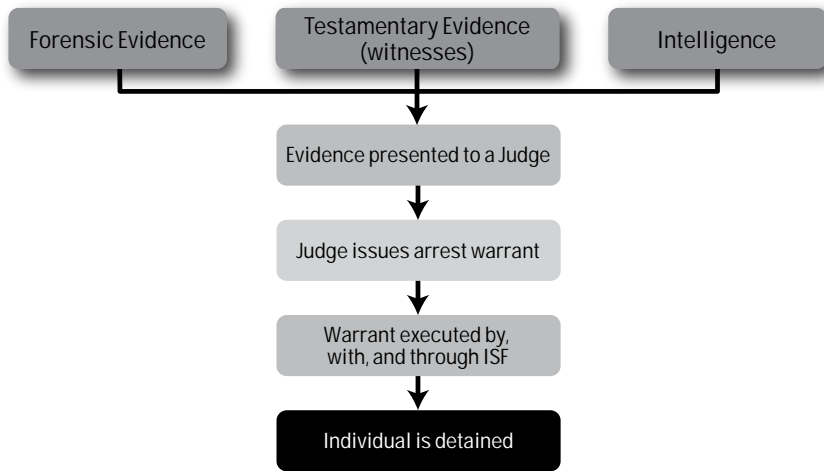 Forensic Evidence
Testamentary Evidence
(witnesses)
Intelligence
Evidence presented to a Judge
Judge issues arrest warrant
Warrant executed by,
with, and through ISF
Individual is detained